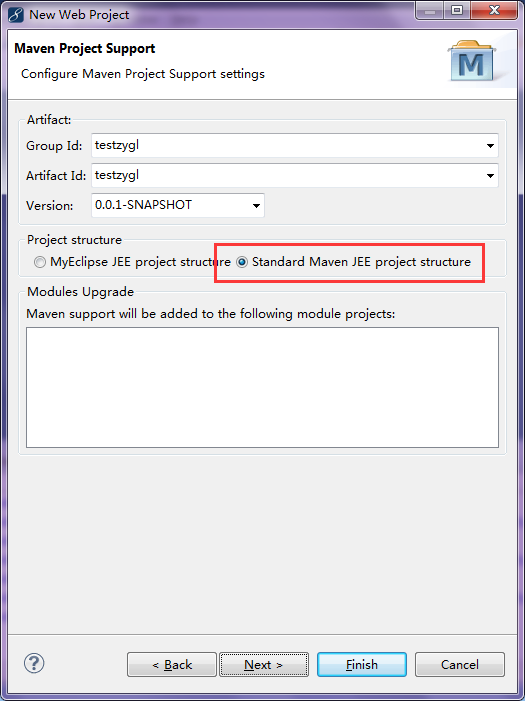 New Web Project
Maven Project Support
Configure Maven Project Support settings
M
Artifact:
Group Id: testzygl
Artifact Id: testzygl
Version: 0.0.1-SNAPSHOT
Project structure
MyEclipse JEE project structure Standard Maven JEE project structure
Modules Upgrade
Maven support will be added to the following module projects:
? < Back Next > Finish Cancel